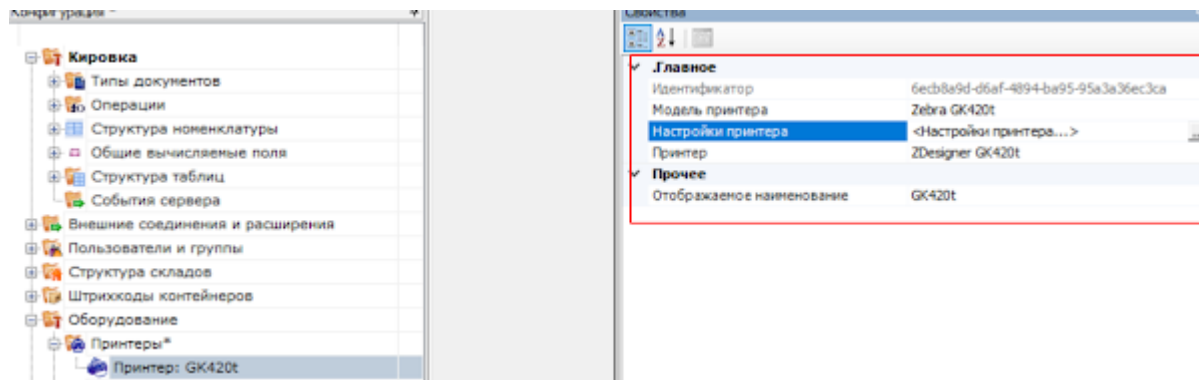 Конфигурация *
Кировка
Типы документов
Операции
Структура номенклатуры
Общие вычисляемые поля
Структура таблиц
События сервера
Внешние соединения и расширения
Пользователи и группы
Структура складов
Штрихкоды контейнеров
Оборудование
Принтеры*
Принтер: GK420t
Свойства
.Главное
Идентификатор 6ecb8a9d-d6af-4894-ba95-95a3a36ec3ca
Модель принтера Zebra GK420t
Настройки принтера <Настройки принтера...> ...
Принтер ZDesigner GK420t
Прочее
Отображаемое наименование GK420t